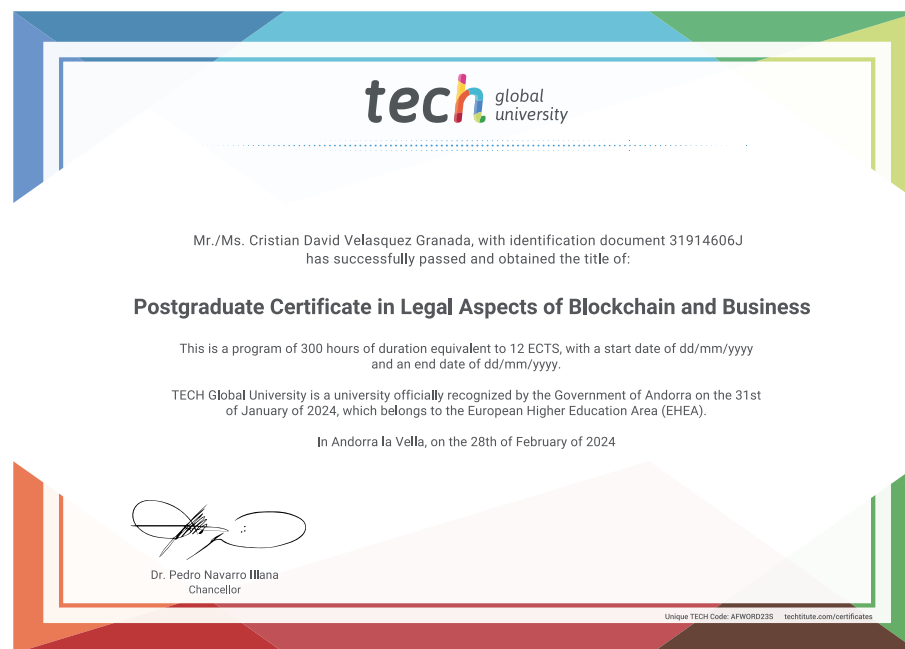 tech global
university
Mr./Ms. Cristian David Velasquez Granada, with identification document 31914606J
has successfully passed and obtained the title of:
Postgraduate Certificate in Legal Aspects of Blockchain and Business
This is a program of 300 hours of duration equivalent to 12 ECTS, with a start date of dd/mm/yyyy
and an end date of dd/mm/yyyy.
TECH Global University is a university officially recognized by the Government of Andorra on the 31st
of January of 2024, which belongs to the European Higher Education Area (EHEA).
In Andorra la Vella, on the 28th of February of 2024
Dr. Pedro Navarro Illana
Chancellor
Unique TECH Code: AFWORD23S techtitute.com/certificates